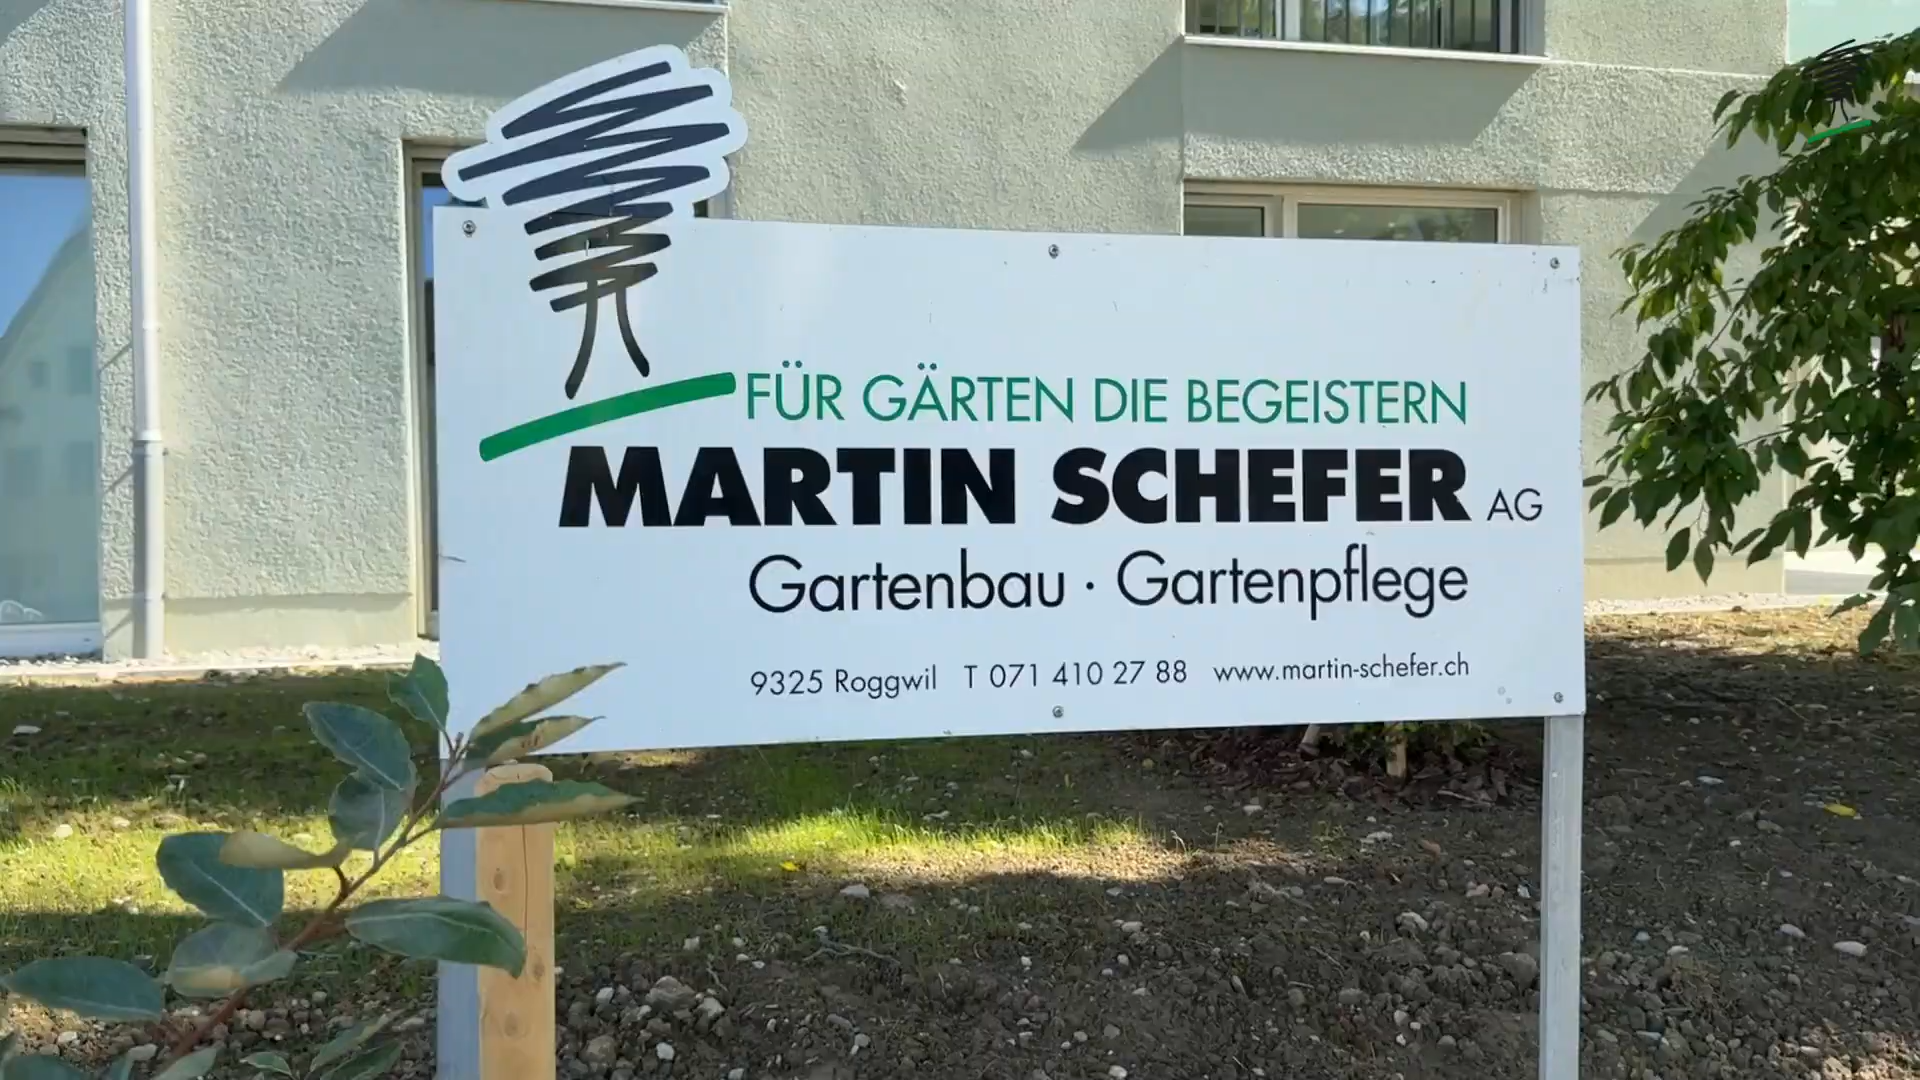 FÜR GÄRTEN DIE BEGEISTERN
MARTIN SCHEFER AG
Gartenbau · Gartenpflege
9325 Roggwil T 071 410 27 88 www.martin-schefer.ch